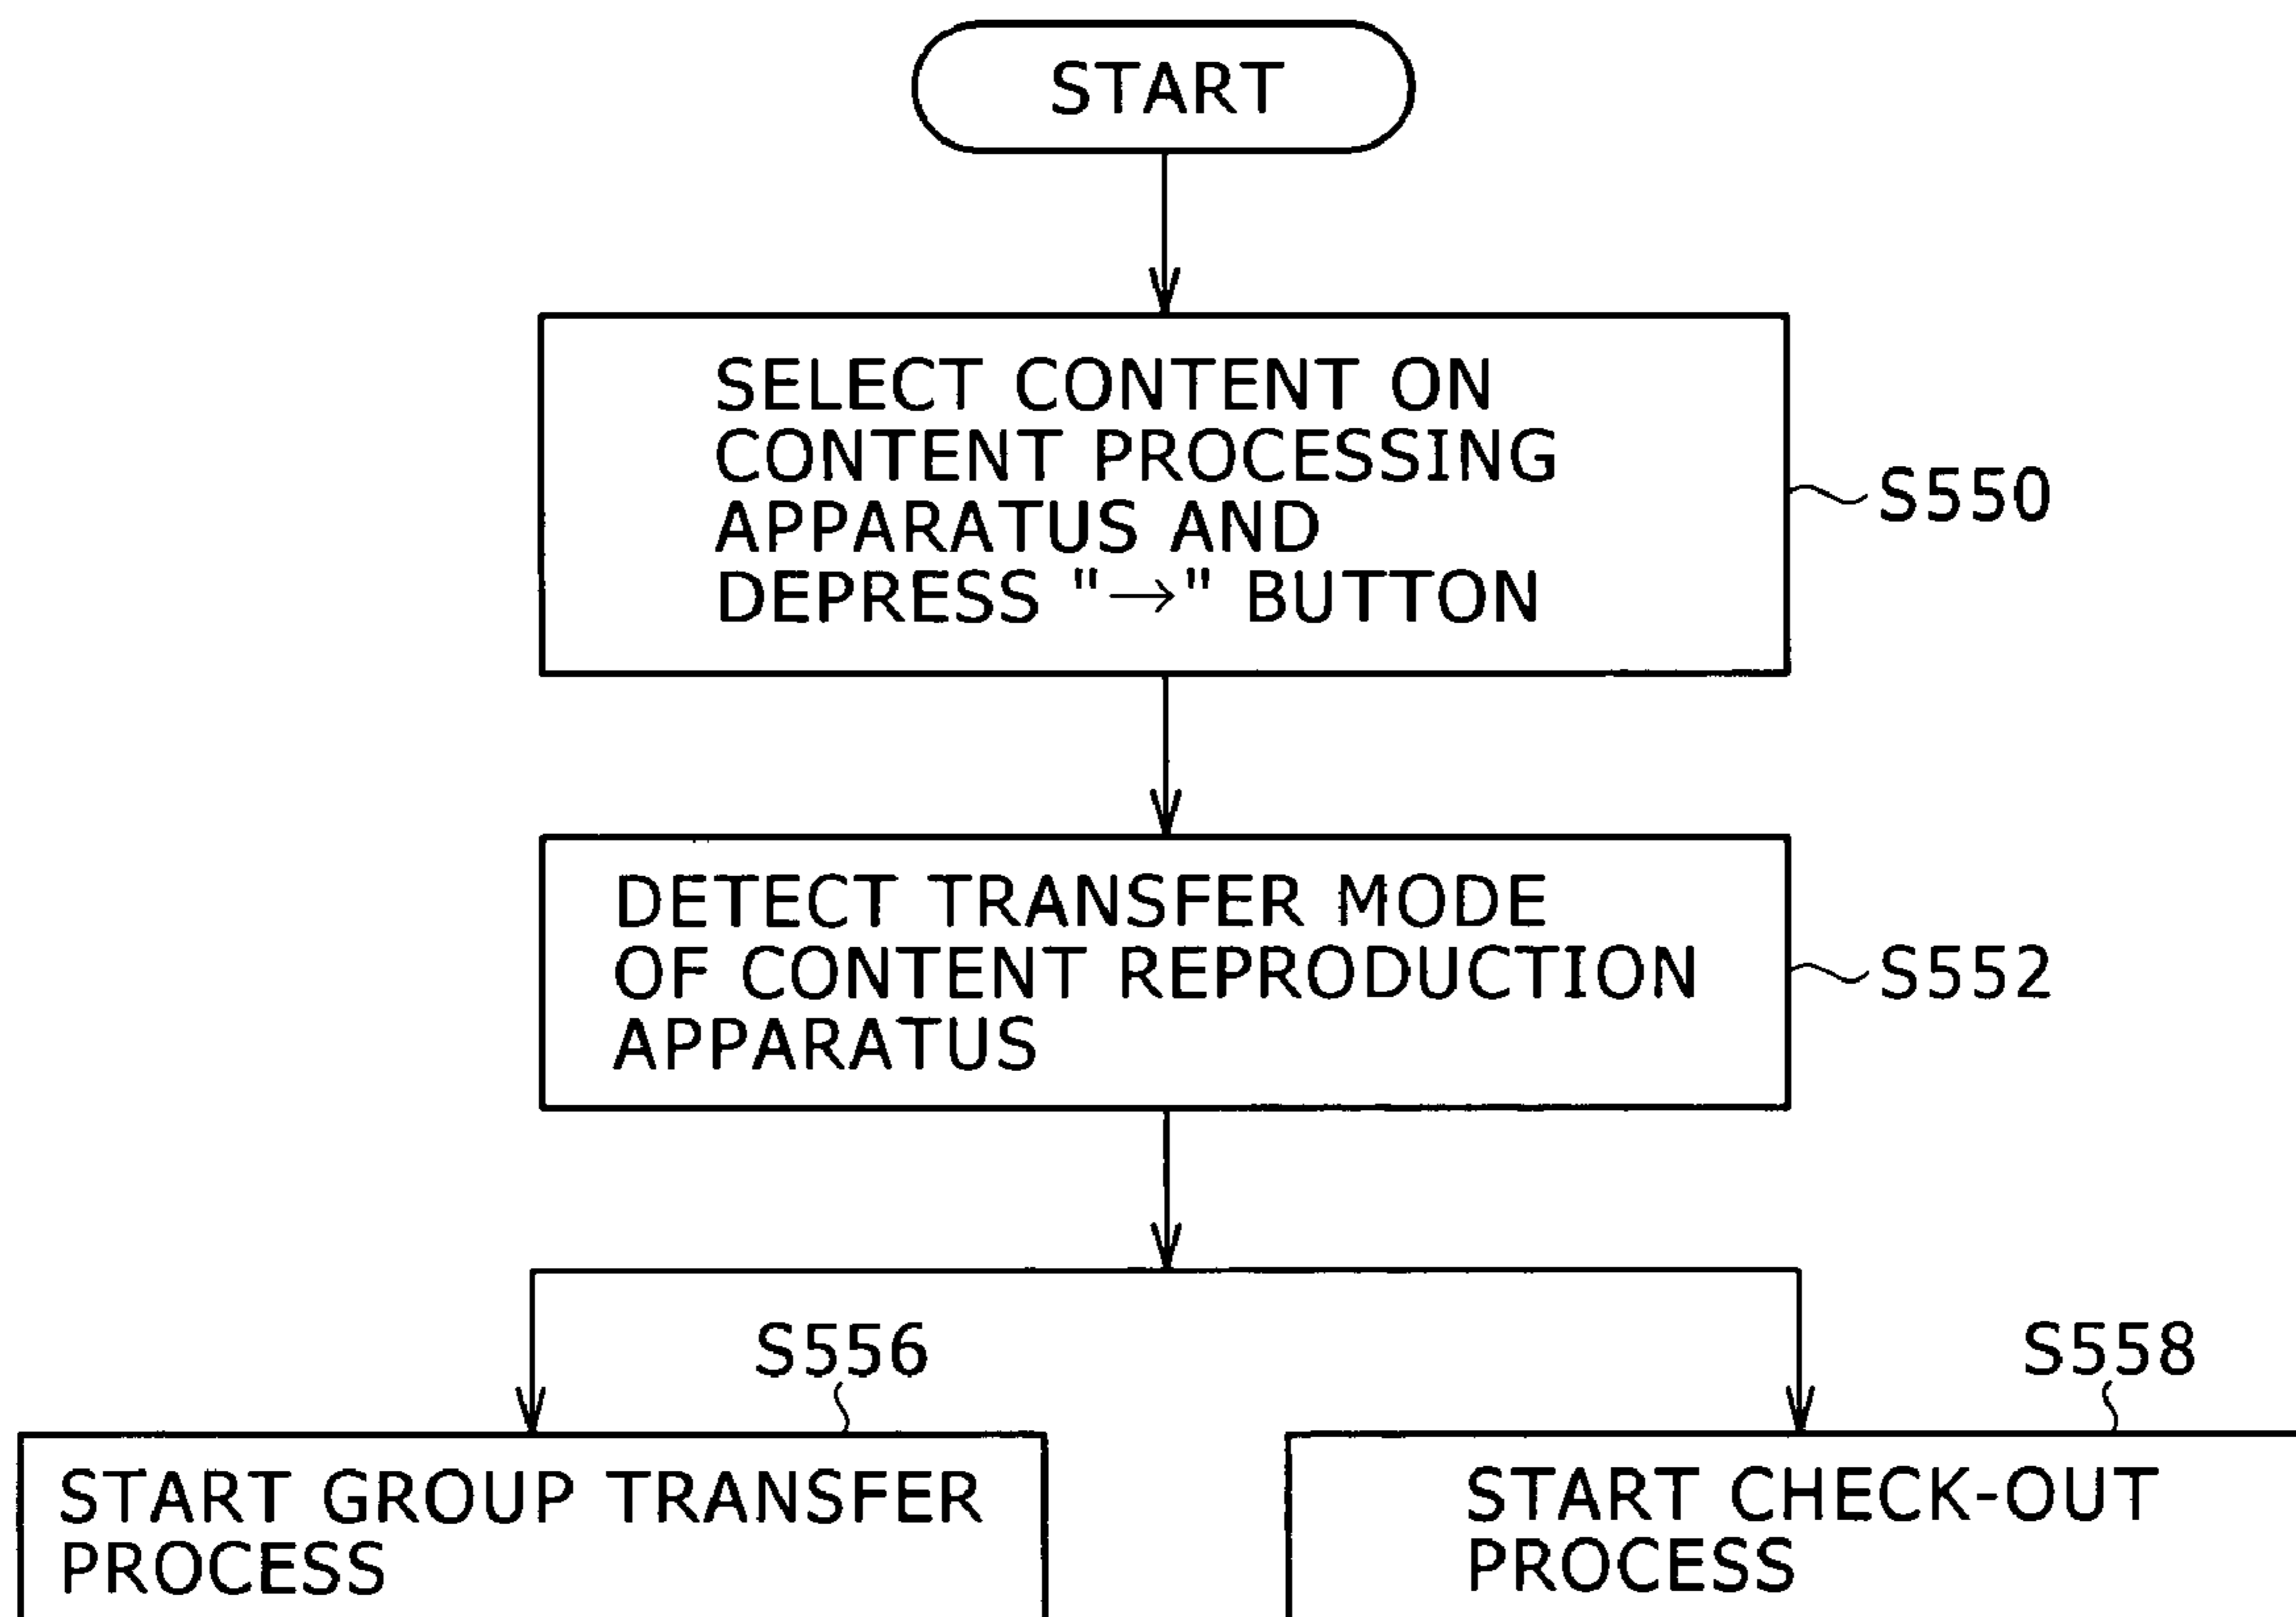 START
SELECT CONTENT ON
CONTENT PROCESSING
APPARATUS AND
DEPRESS "→" BUTTON
S550
DETECT TRANSFER MODE
OF CONTENT REPRODUCTION
APPARATUS
S552
S556
START GROUP TRANSFER
PROCESS
S558
START CHECK-OUT
PROCESS